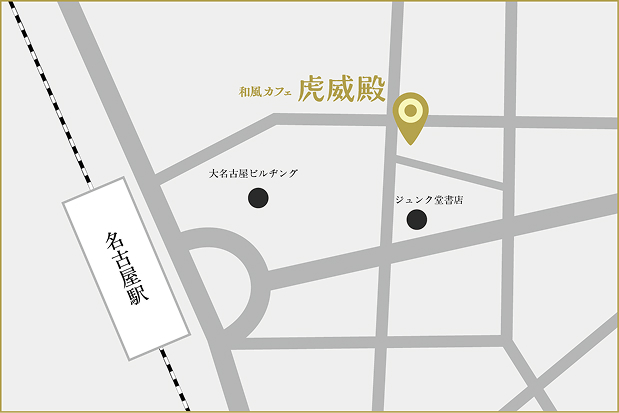 和風カフェ 虎威殿
大名古屋ビルヂング
ジュンク堂書店
名古屋駅